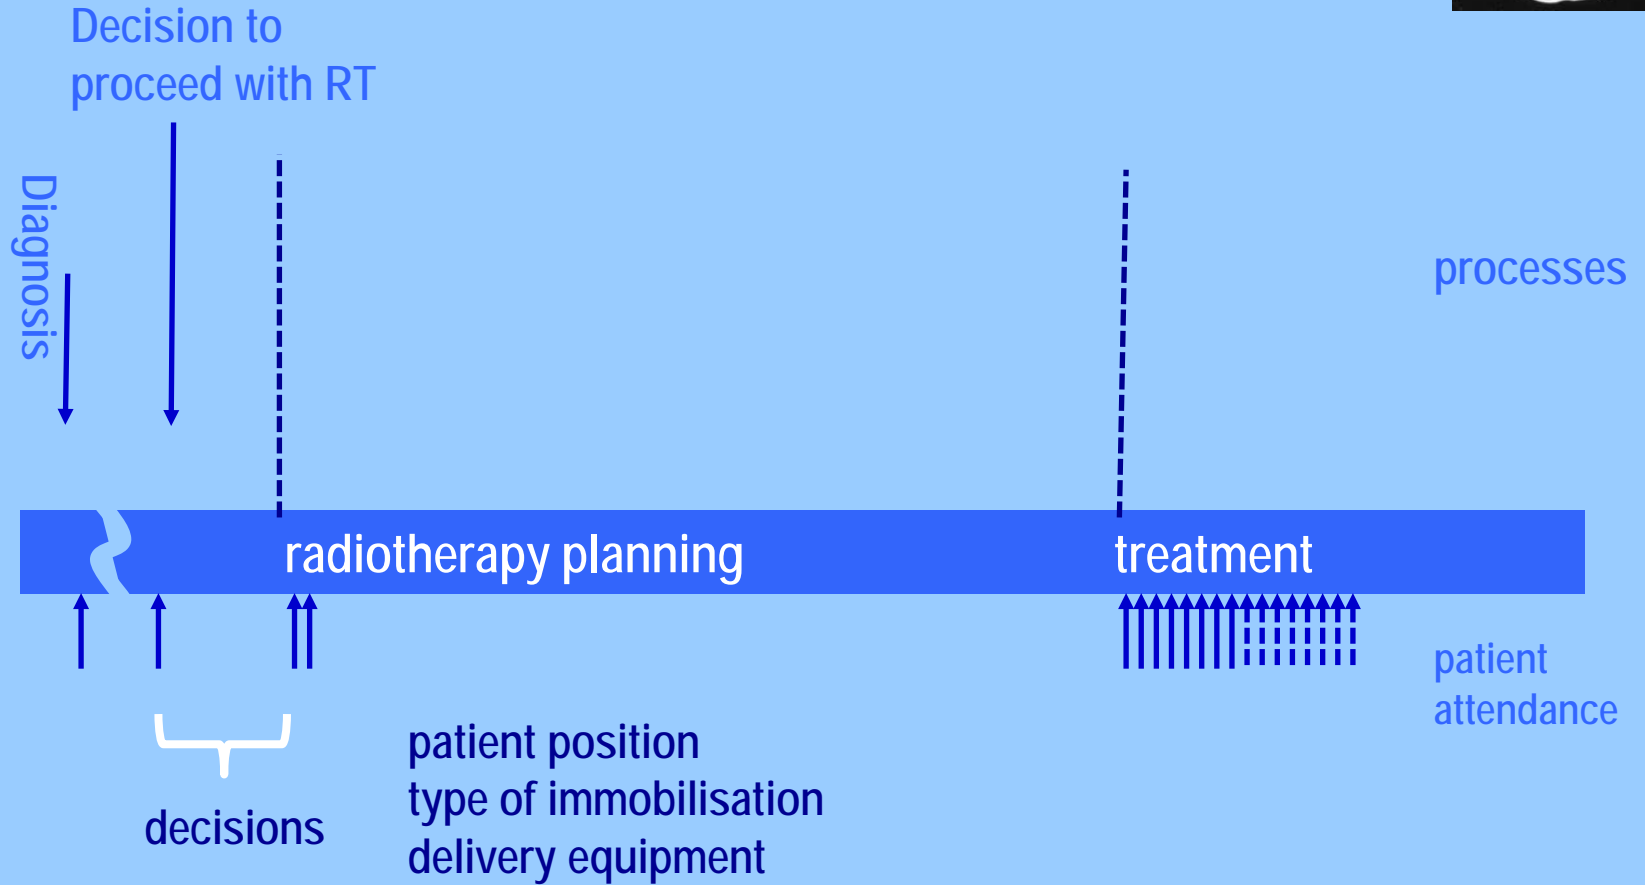 Decision to
proceed with RT
Diagnosis
processes
radiotherapy planning
treatment
patient
attendance
decisions
patient position
type of immobilisation
delivery equipment